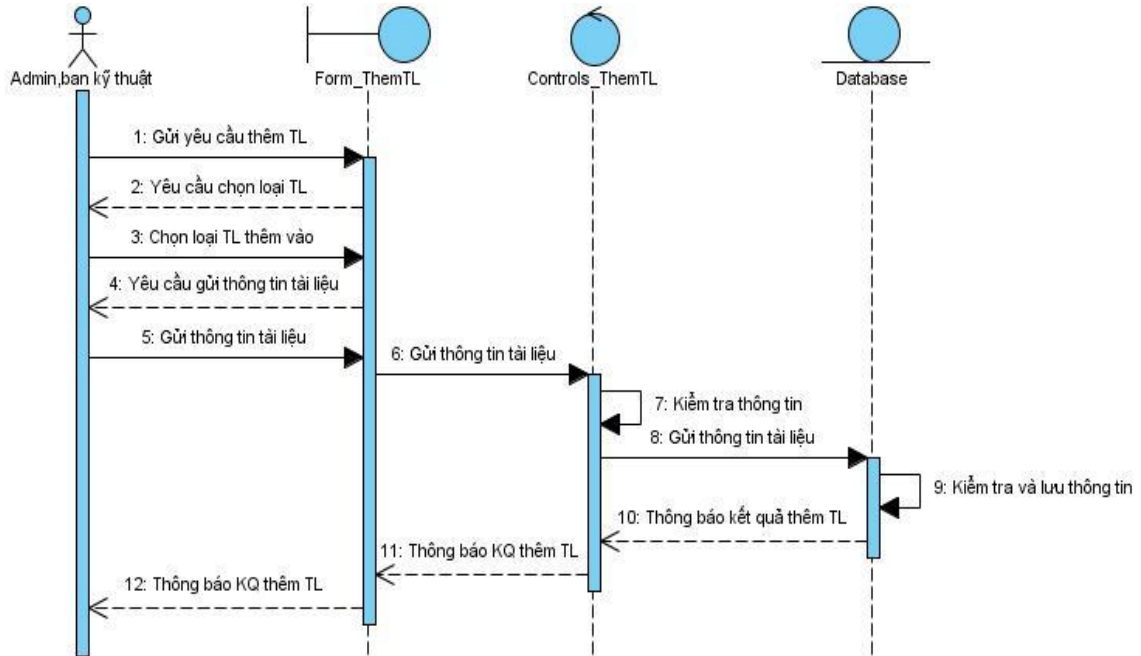 Admin,ban kỹ thuật
Form_ThemTL
Controls_ThemTL
Database
1: Gửi yêu cầu thêm TL
2: Yêu cầu chọn loại TL
3: Chọn loại TL thêm vào
4: Yêu cầu gửi thông tin tài liệu
5: Gửi thông tin tài liệu
6: Gửi thông tin tài liệu
7: Kiểm tra thông tin
8: Gửi thông tin tài liệu
9: Kiểm tra và lưu thông tin
10: Thông báo kết quả thêm TL
11: Thông báo KQ thêm TL
12: Thông báo KQ thêm TL